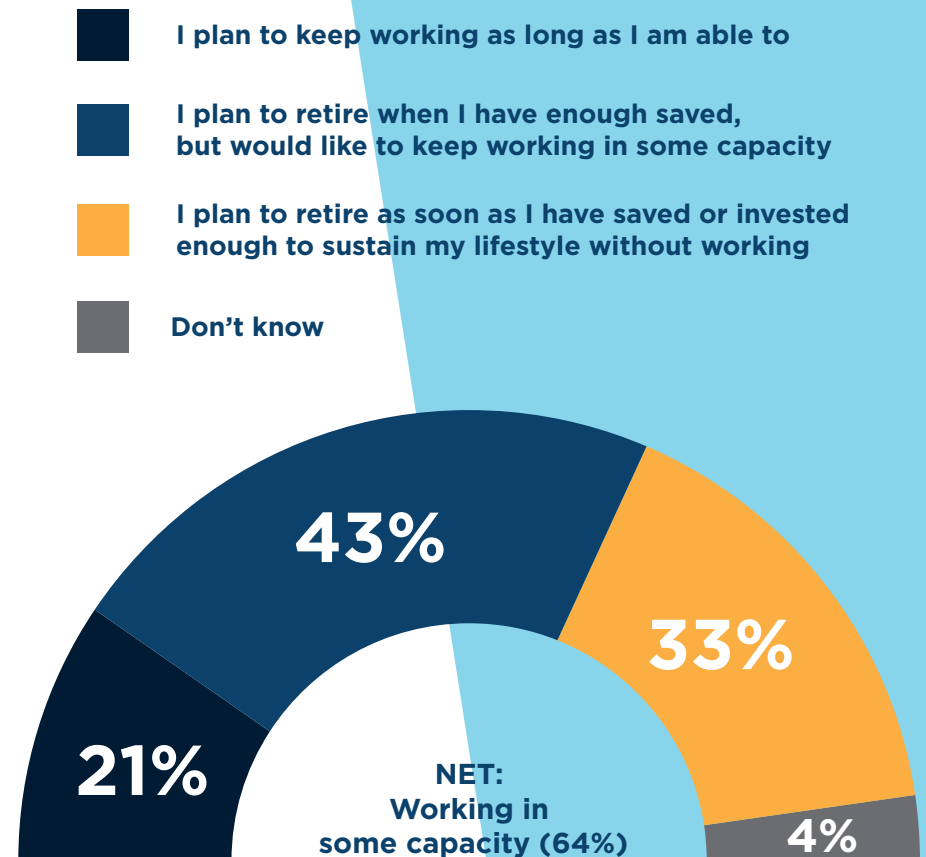 I plan to keep working as long as I am able to
I plan to retire when I have enough saved,
but would like to keep working in some capacity
I plan to retire as soon as I have saved or invested
enough to sustain my lifestyle without working
Don’t know
43%
33%
21%
NET:
Working in
some capacity (64%)
4%